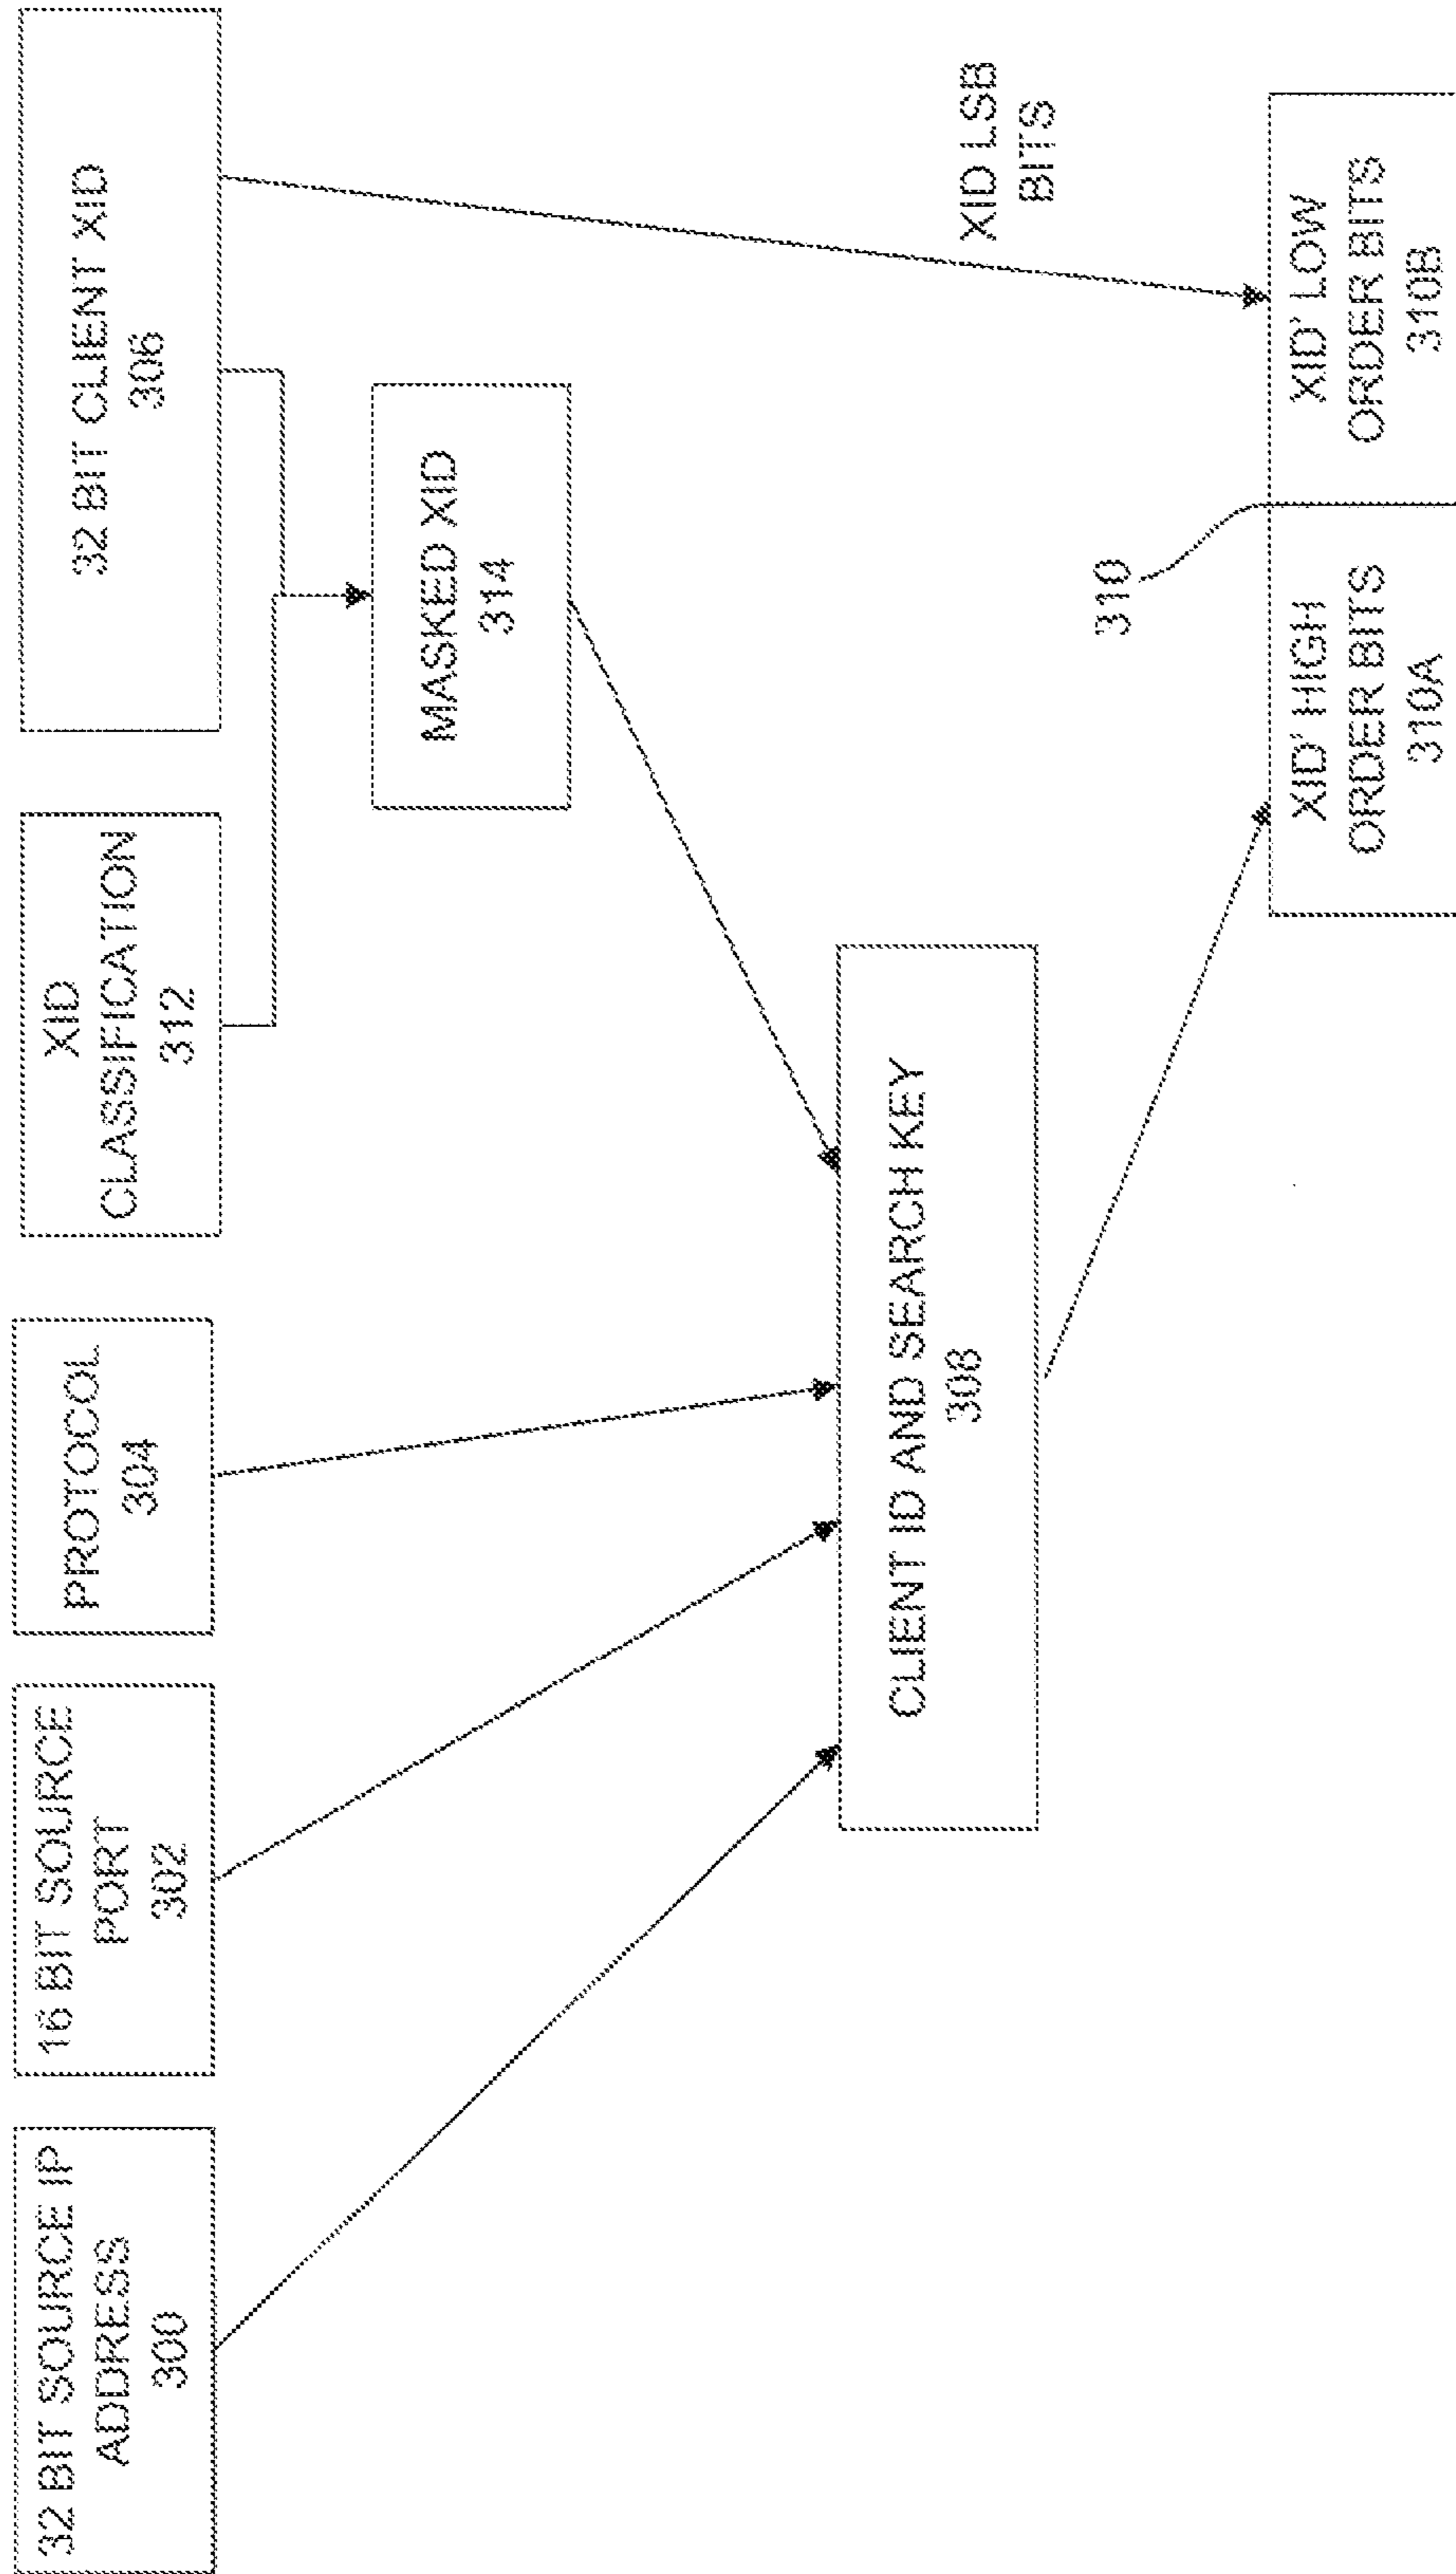 32 BIT SOURCE IP
ADDRESS
300
16 BIT SOURCE
PORT
302
PROTOCOL
304
XID
CLASSIFICATION
312
32 BIT CLIENT XID
306
MASKED XID
314
CLIENT ID AND SEARCH KEY
308
XID LSB
BITS
310
XID' HIGH
ORDER BITS
310A
XID' LOW
ORDER BITS
310B